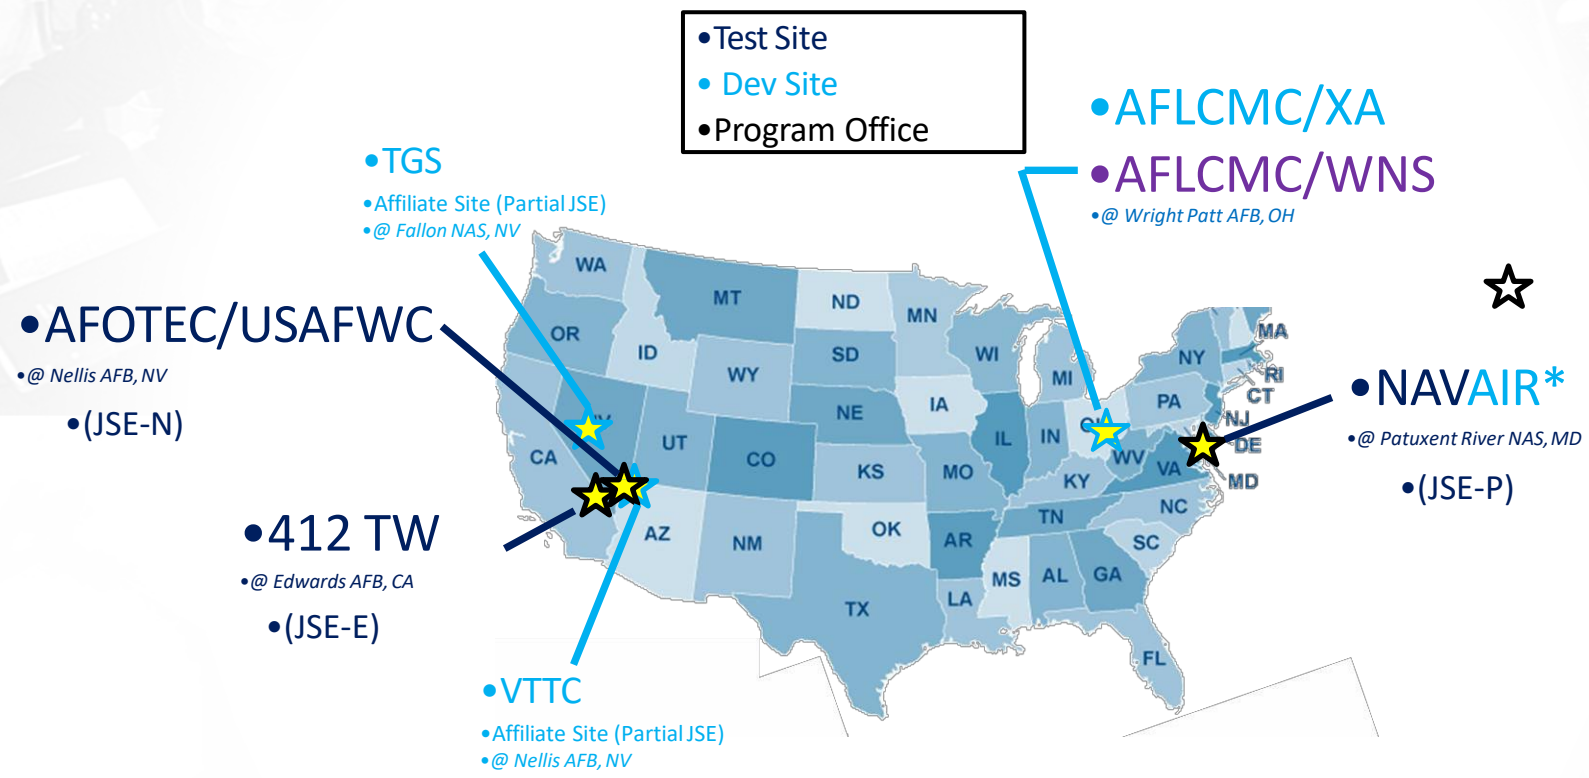 •Test Site
• Dev Site
•Program Office
•AFLCMC/XA
•AFLCMC/WNS
•@ Wright Patt AFB, OH
•TGS
•Affiliate Site (Partial JSE)
•@ Fallon NAS, NV
•AFOTEC/USAFWC
•@ Nellis AFB, NV
•(JSE-N)
•412 TW
•@ Edwards AFB, CA
•(JSE-E)
•VTTC
•Affiliate Site (Partial JSE)
•@ Nellis AFB, NV
•NAVAIR*
•@ Patuxent River NAS, MD
•(JSE-P)
WA
MT
ND
MN
OR
ID
SD
WI
MI
NY
MA
WY
RI
CT
NE
IA
PA
NJ
NV
UT
CO
IL
IN
OH
DE
CA
KS
MO
WV
VA
KY
MD
AZ
NM
OK
AR
TN
NC
SC
MS
AL
GA
TX
LA
FL